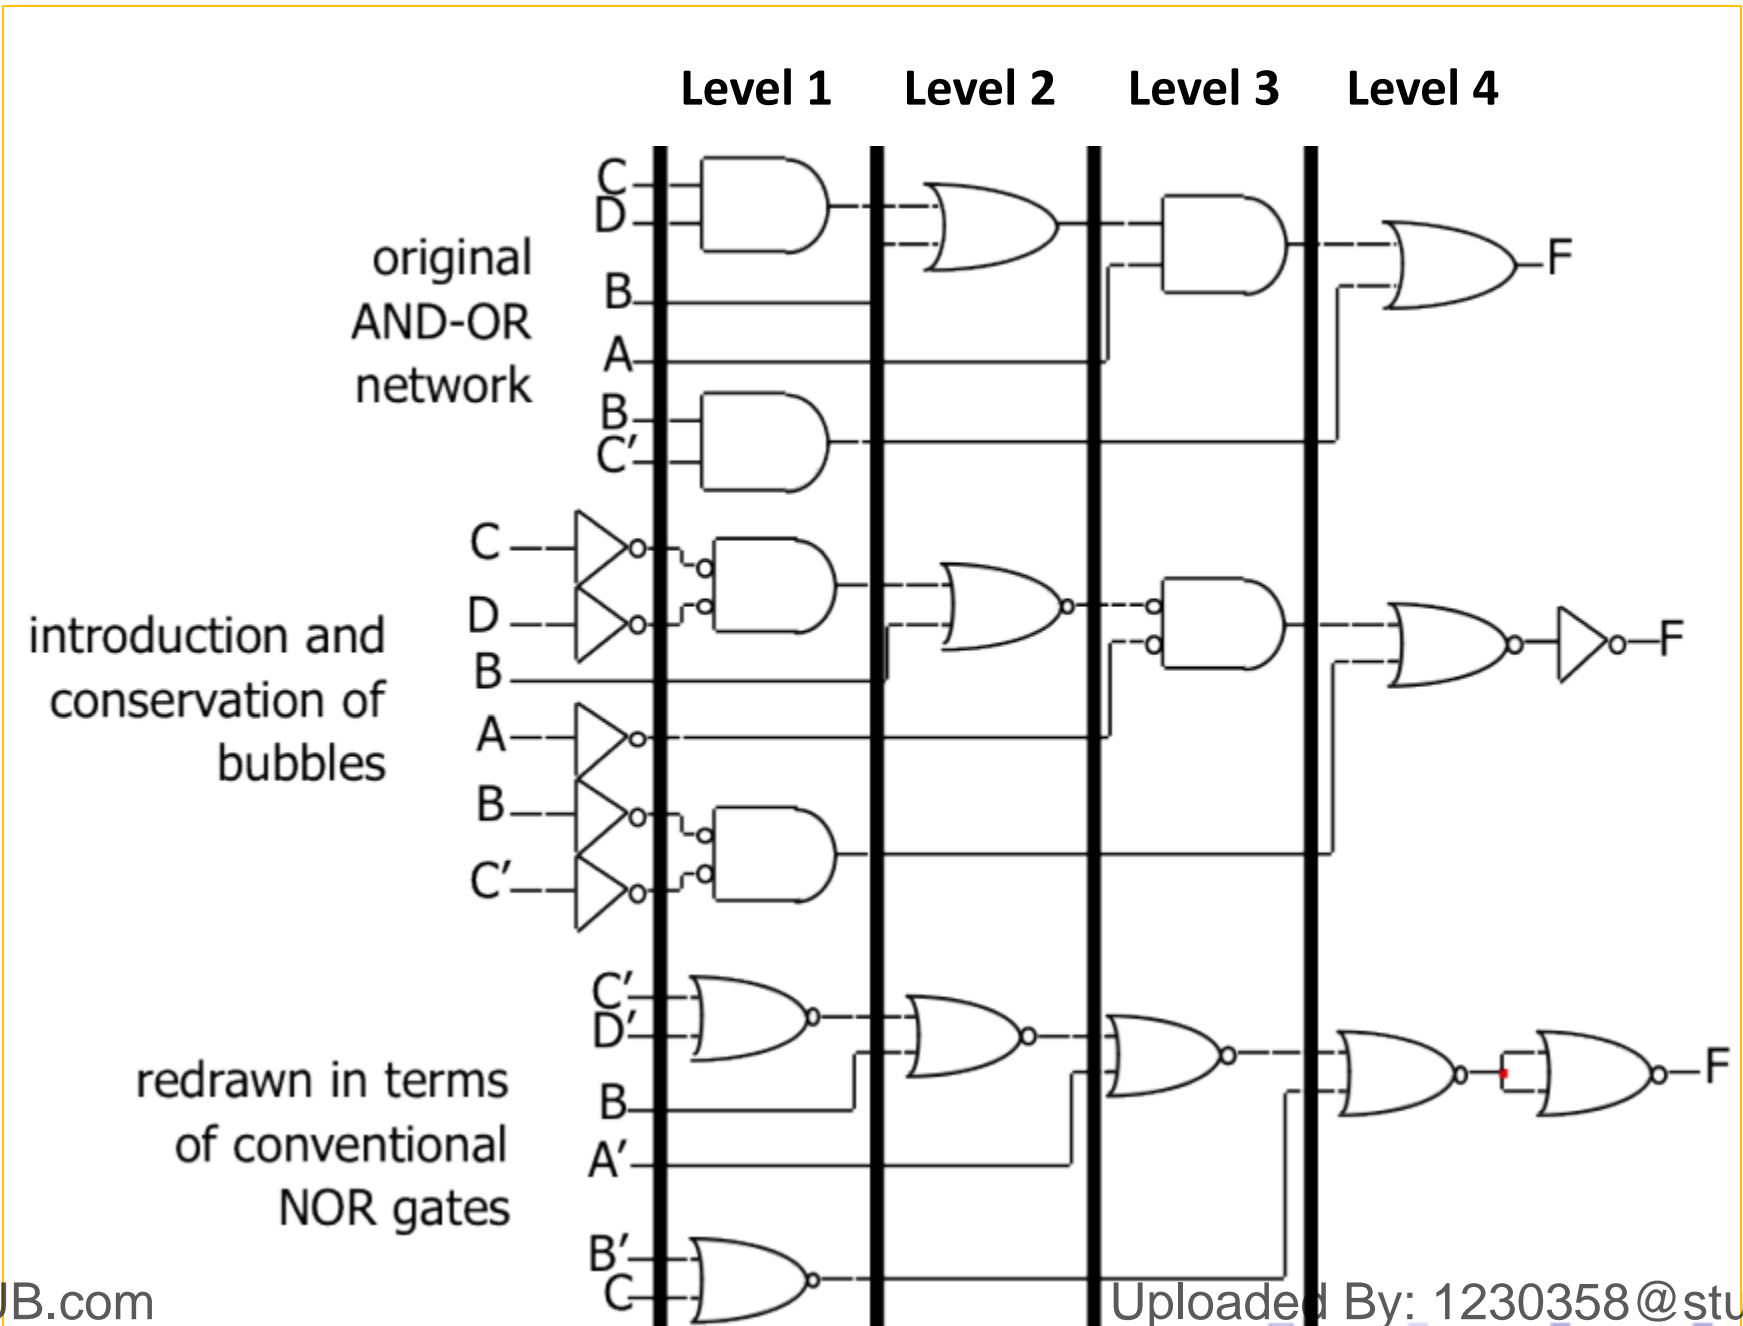 Level 1 Level 2 Level 3 Level 4
C
D
original
AND-OR
network
B
A
B
C′
F
C
D
introduction and
conservation of
bubbles
B
A
B
C′
F
C′
D′
redrawn in terms
of conventional
NOR gates
B
A′
B′
C
F
B.com
Uploaded By: 1230358@stu